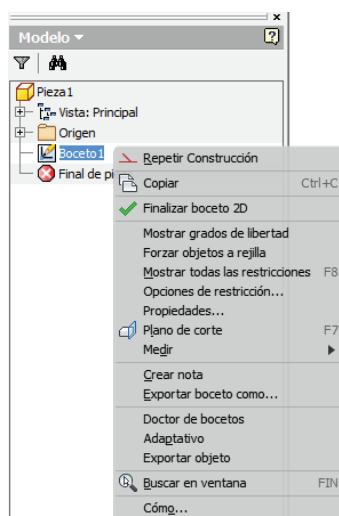 x
Modelo
Pieza1
Vista: Principal
Origen
Boceto1
Final de pi
Repetir Construcción
Copiar Ctrl+C
Finalizar boceto 2D
Mostrar grados de libertad
Forzar objetos a rejilla
Mostrar todas las restricciones F8
Opciones de restricción...
Propiedades...
Plano de corte F7
Medir
Crear nota
Exportar boceto como...
Doctor de bocetos
Adaptativo
Exportar objeto
Buscar en ventana FIN
Cómo...